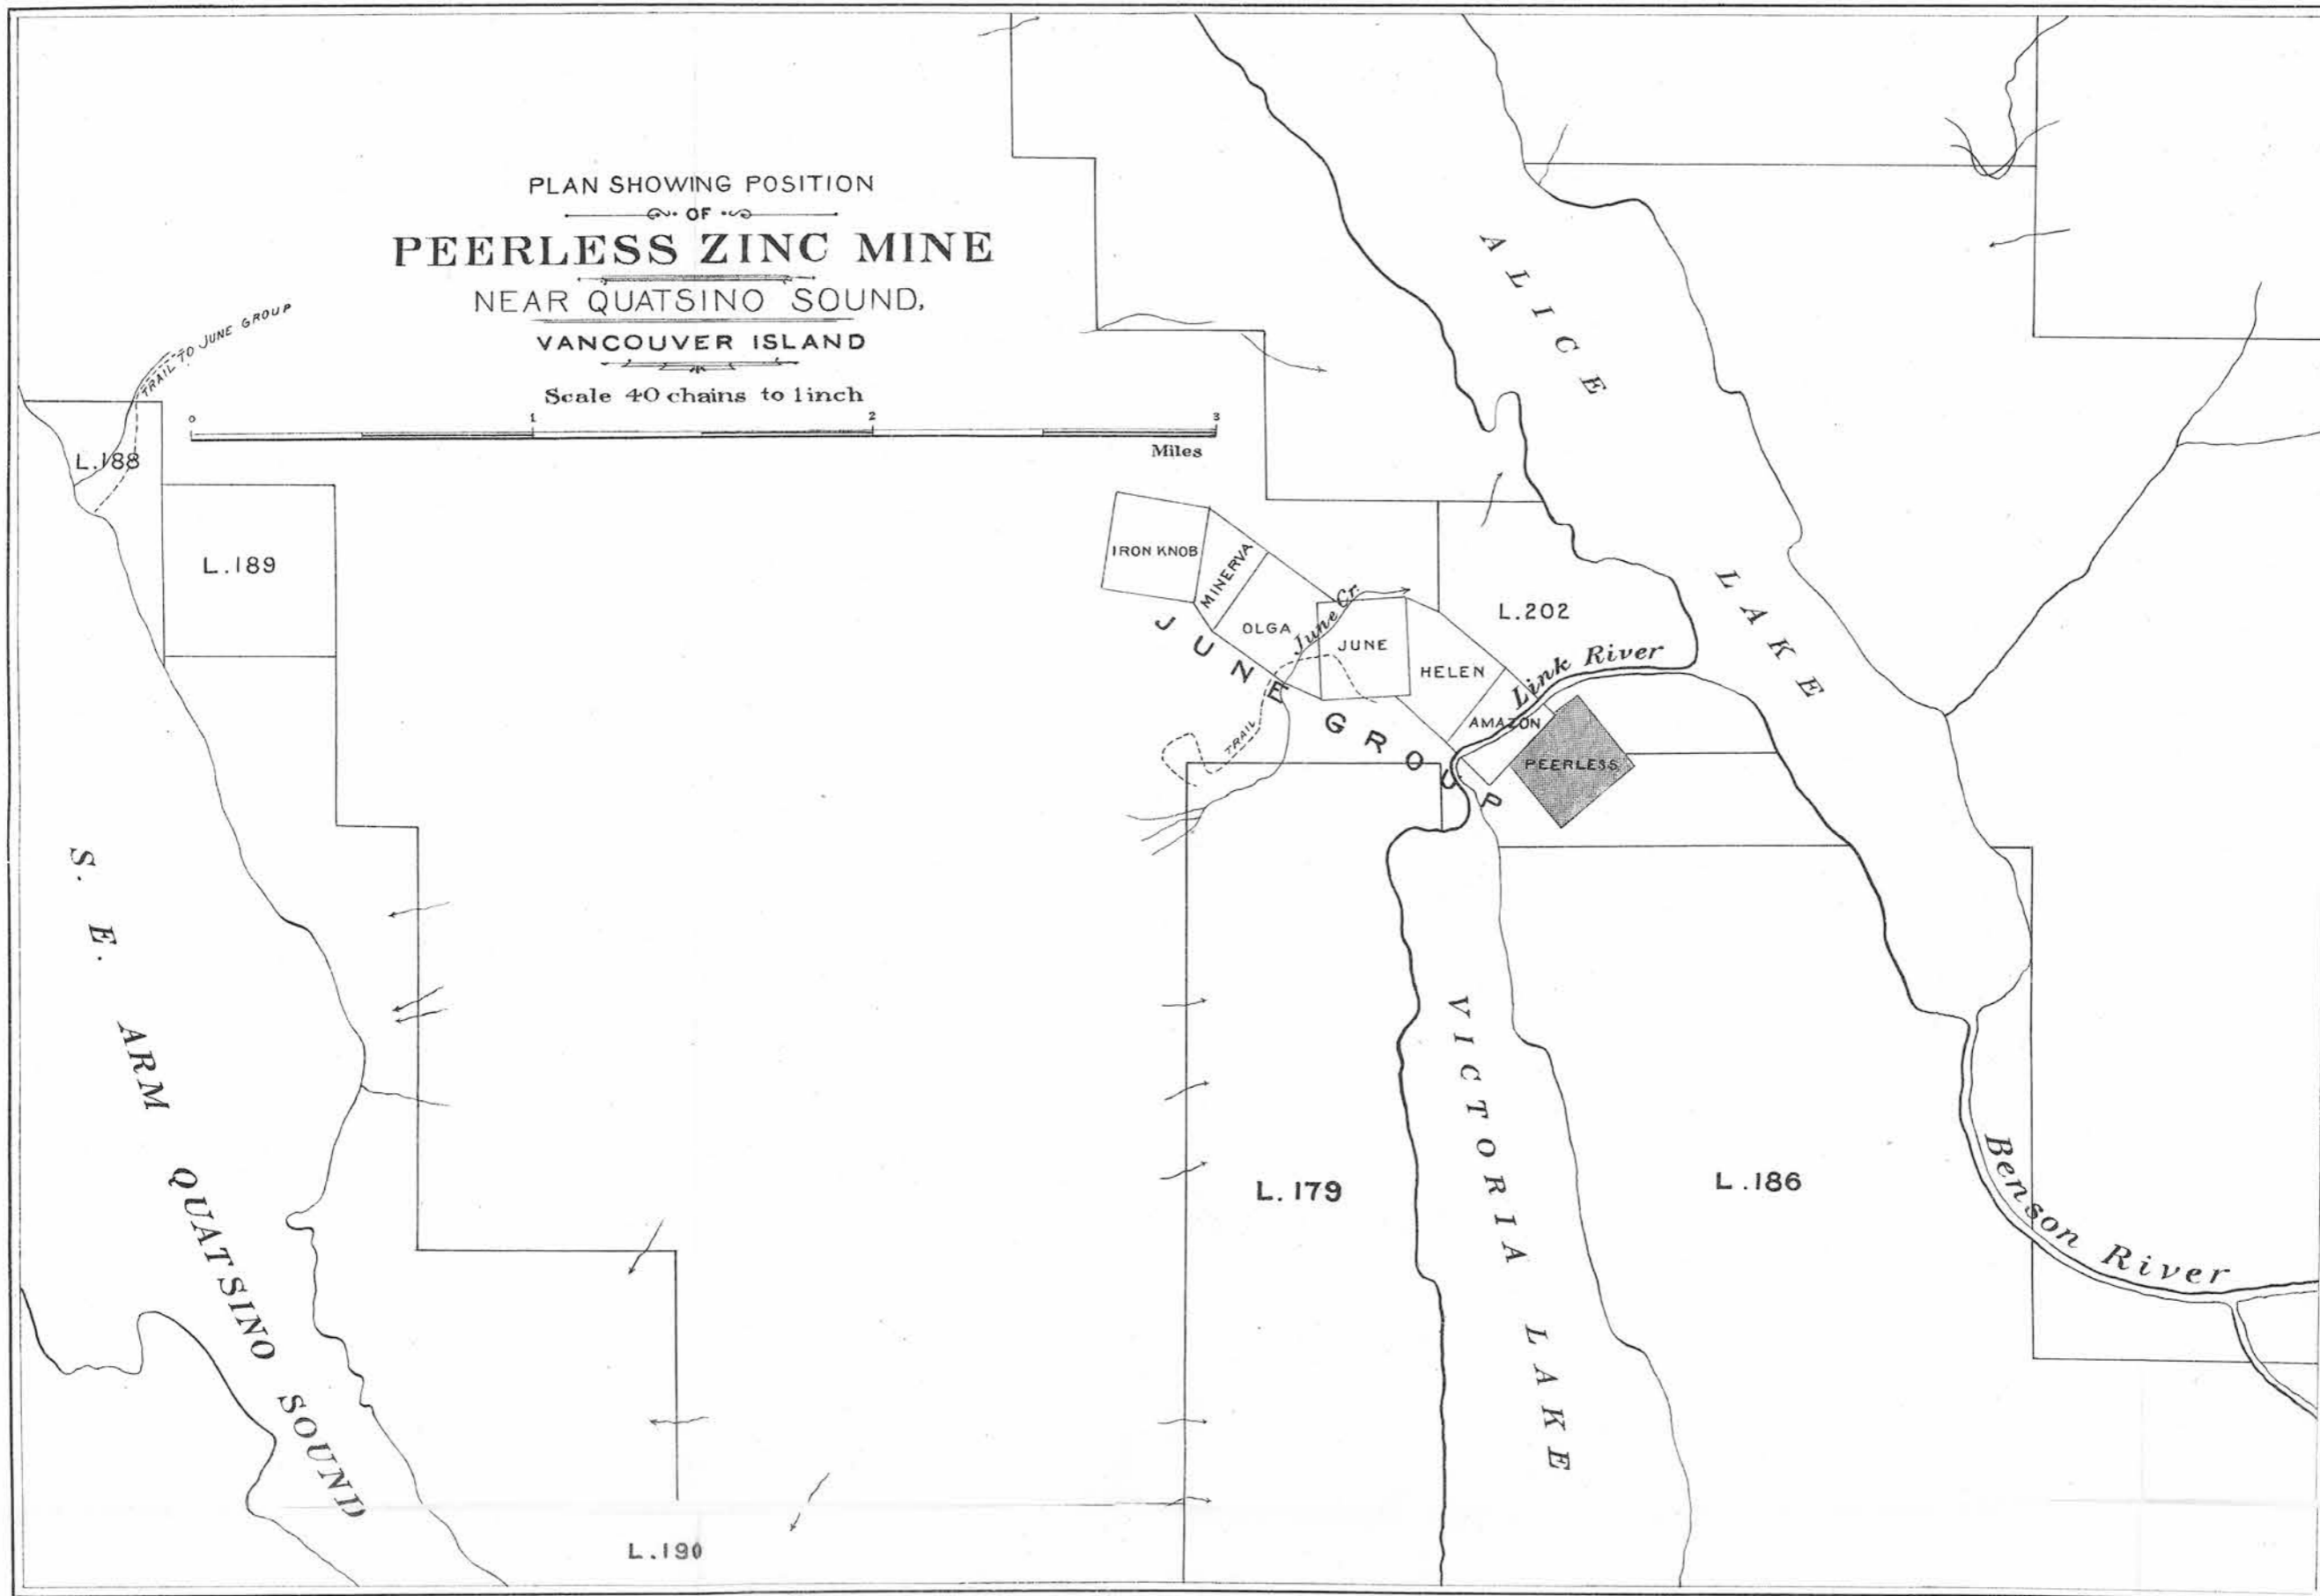 PLAN SHOWING POSITION
OF
PEERLESS ZINC MINE
NEAR QUATSINO SOUND,
VANCOUVER ISLAND
Scale 40 chains to 1 inch
0 1 2 3
Miles
TRAIL TO JUNE GROUP
L.188
L.189
ALICE LAKE
IRON KNOB
MINERVA
OLGA
June Cr.
JUNE
HELEN
AMAZON
PEERLESS
L.202
Link River
JUNE GROUP
TRAIL
S. E. ARM QUATSINO SOUND
L.179
VICTORIA LAKE
L.186
Benson River
L.190